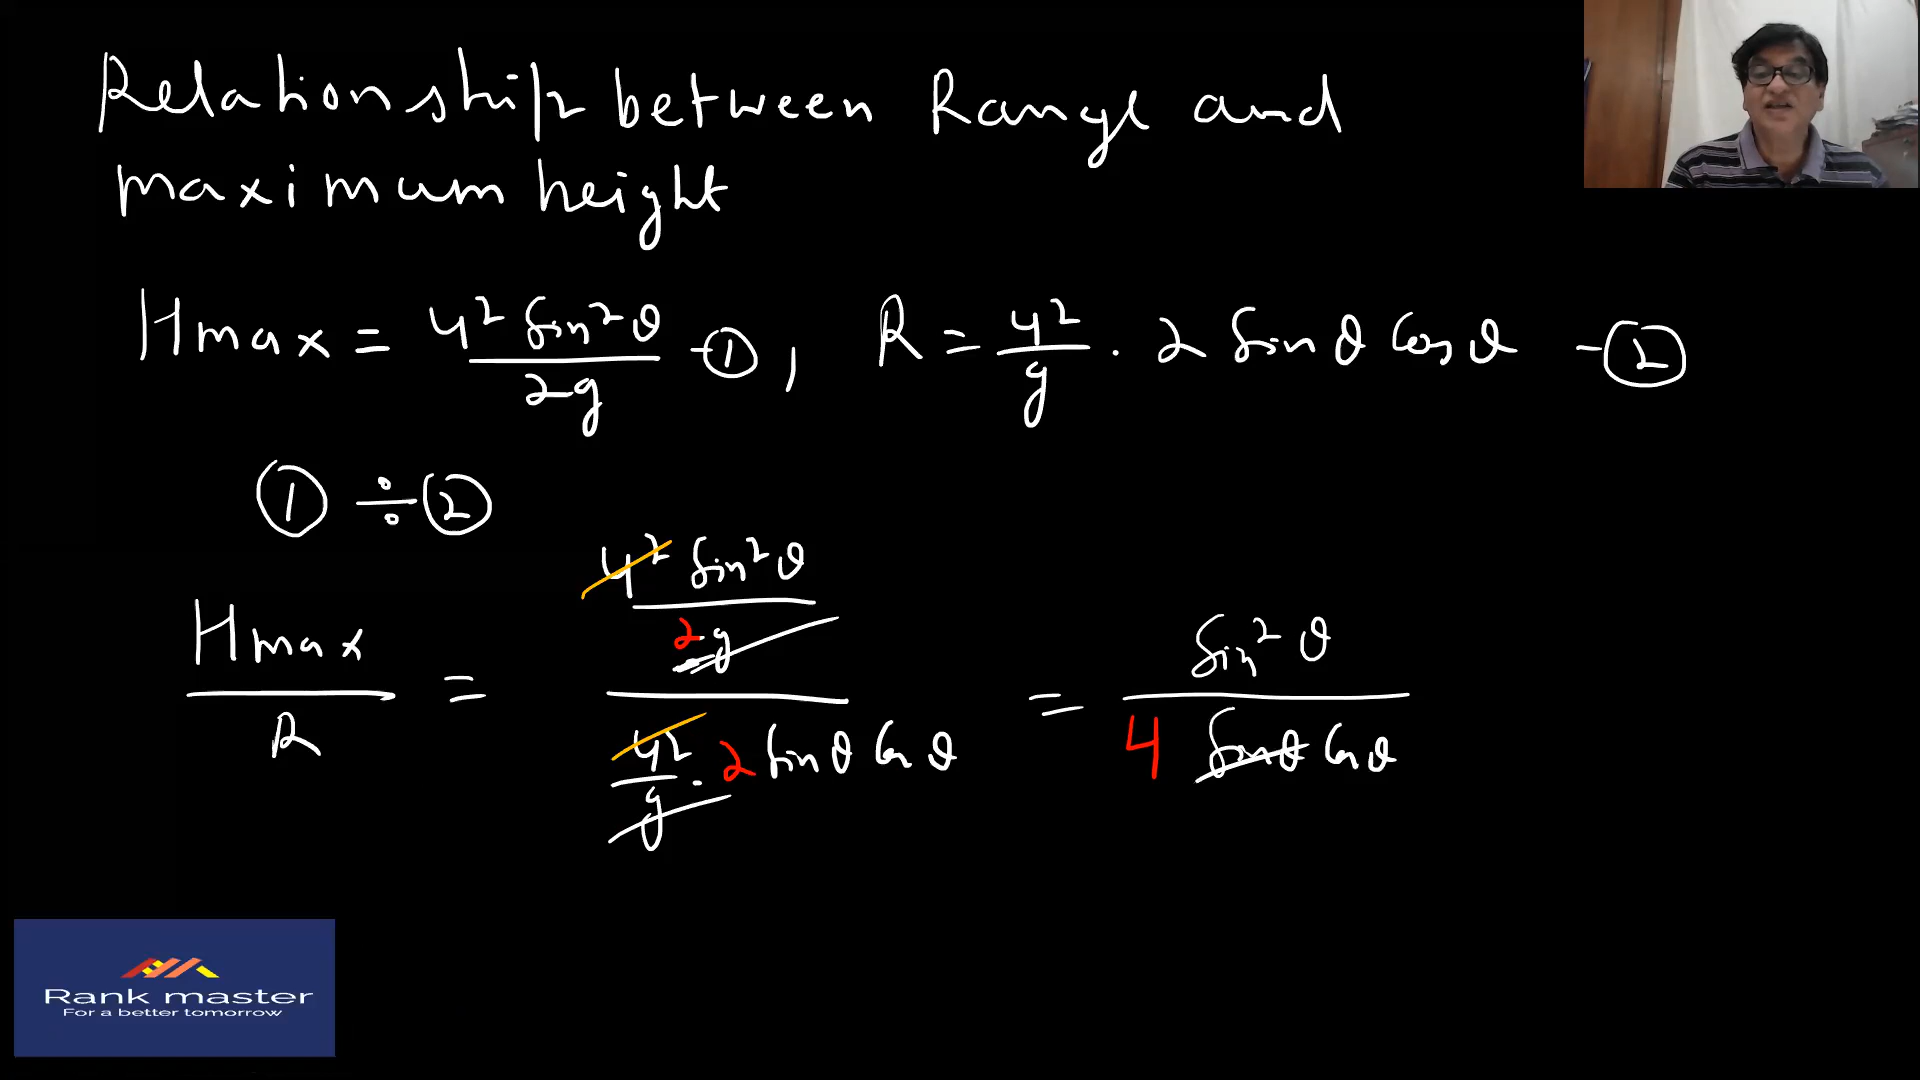 Relationship between Range and
maximum height
Hmax = u² Sin²θ / 2g -①, R = u²/g . 2 Sinθ Cosθ -②
① ÷ ②
Hmax / R = (u² Sin²θ / 2g) / (u²/g . 2 Sinθ Cosθ) = Sin²θ / 4 Sinθ Cosθ
Rank master
For a better tomorrow